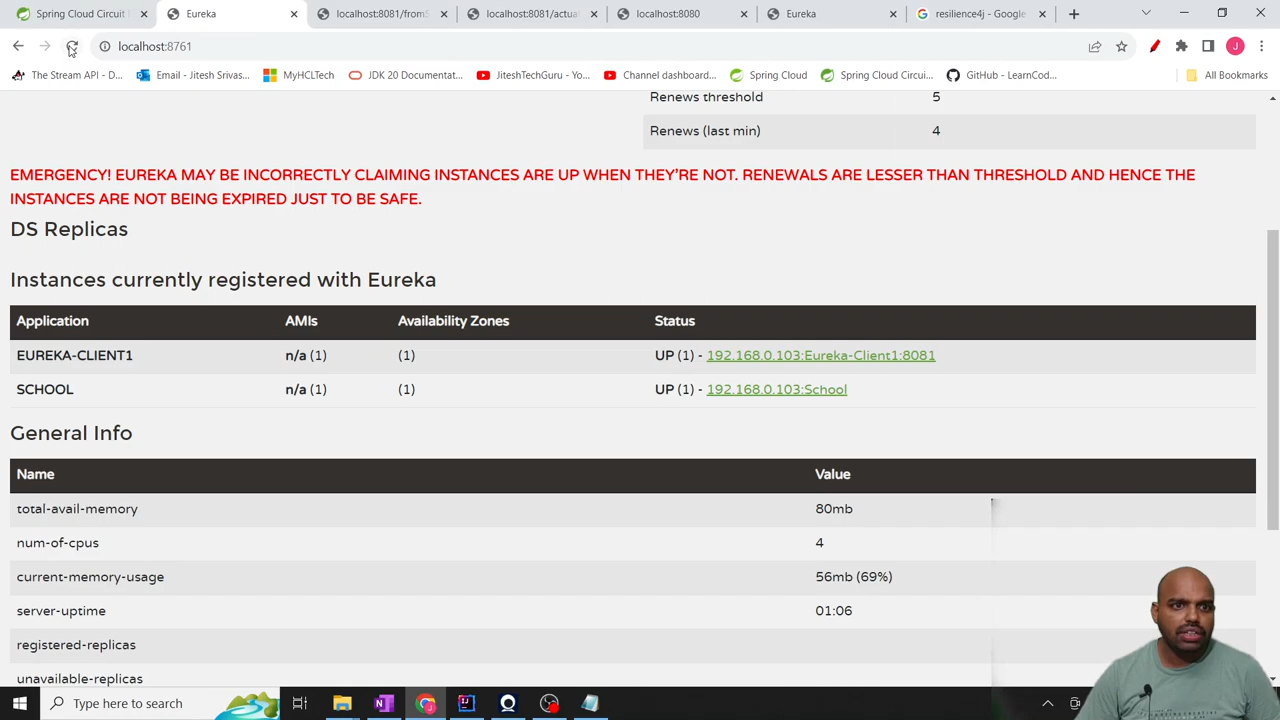 Spring Cloud Circuit
Eureka
localhost:8081/from
localhost:8081/actua
localhost:8080
Eureka
resilience4j - Google
localhost:8761
J
The Stream API - D...
Email - Jitesh Srivas...
MyHCLTech
JDK 20 Documentat...
JiteshTechGuru - Yo...
Channel dashboard...
Spring Cloud
Spring Cloud Circui...
GitHub - LearnCod...
All Bookmarks
Renews threshold 5
Renews (last min) 4
EMERGENCY! EUREKA MAY BE INCORRECTLY CLAIMING INSTANCES ARE UP WHEN THEY'RE NOT. RENEWALS ARE LESSER THAN THRESHOLD AND HENCE THE
INSTANCES ARE NOT BEING EXPIRED JUST TO BE SAFE.
DS Replicas
Instances currently registered with Eureka
Application AMIs Availability Zones Status
EUREKA-CLIENT1 n/a (1) (1) UP (1) - 192.168.0.103:Eureka-Client1:8081
SCHOOL n/a (1) (1) UP (1) - 192.168.0.103:School
General Info
Name Value
total-avail-memory 80mb
num-of-cpus 4
current-memory-usage 56mb (69%)
server-uptime 01:06
registered-replicas
unavailable-replicas
Type here to search